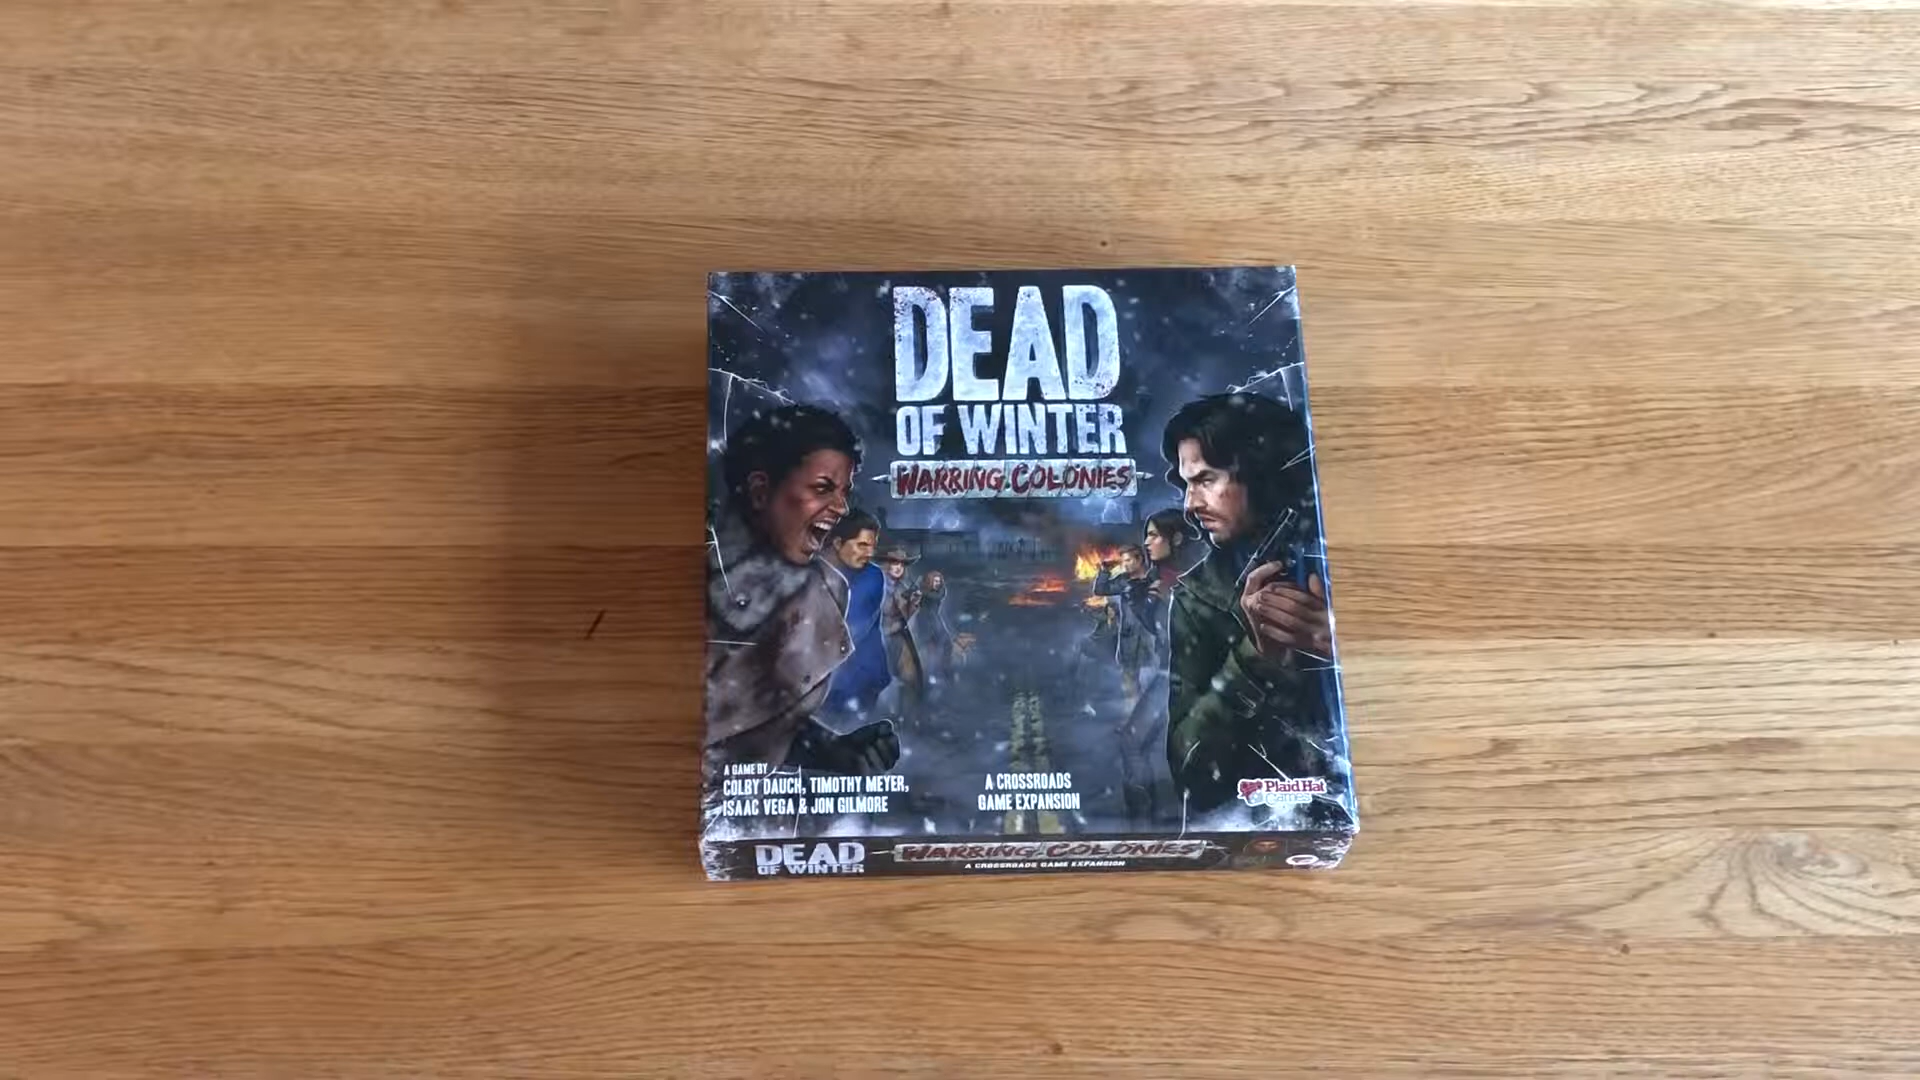 DEAD
OF WINTER
WARRING COLONIES
A GAME BY
COLBY DAUCH, TIMOTHY MEYER,
ISAAC VEGA & JON GILMORE
A CROSSROADS
GAME EXPANSION
Plaid Hat
Games
DEAD
OF WINTER
WARRING COLONIES
A CROSSROADS GAME EXPANSION